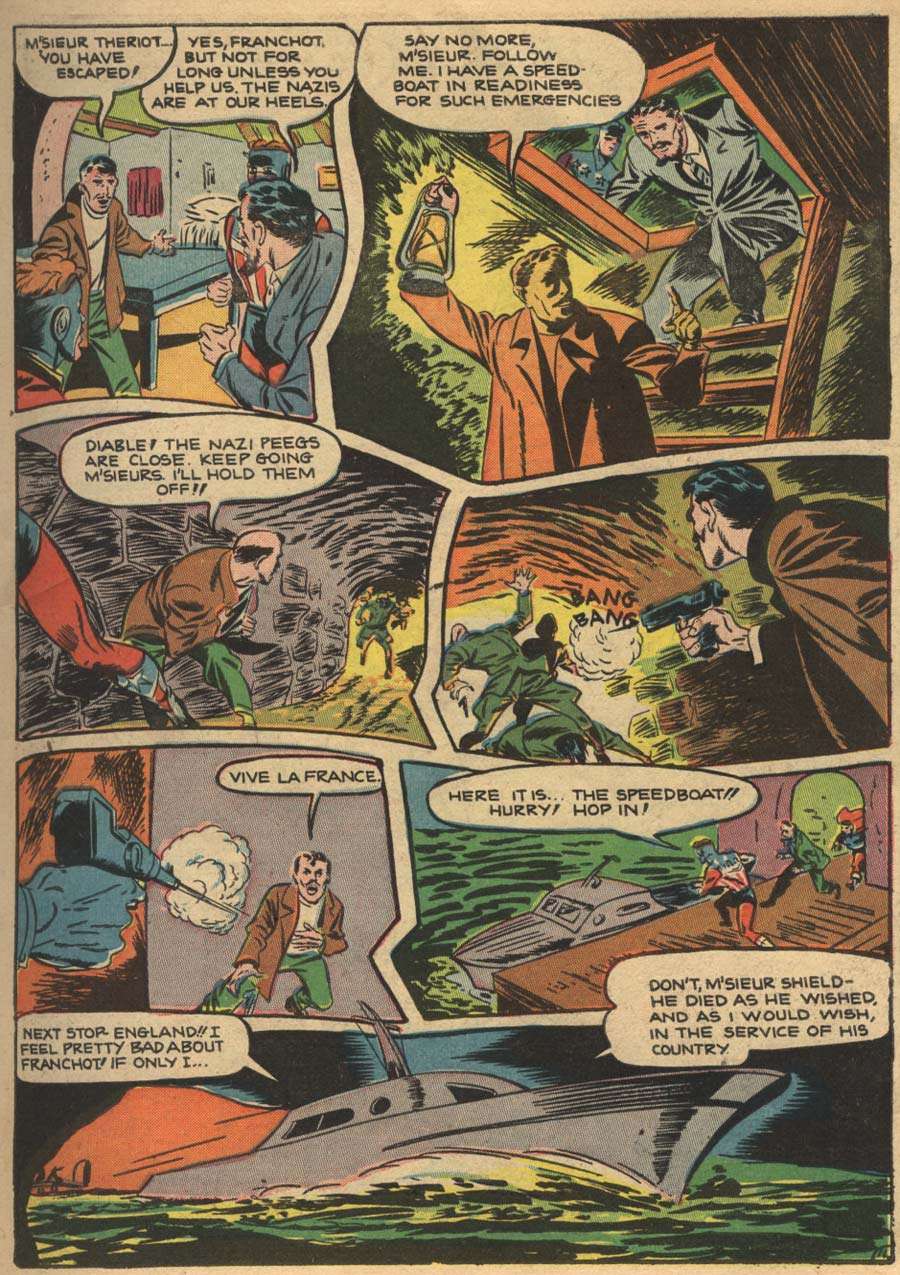 M'SIEUR THERIOT...
YOU HAVE
ESCAPED!
YES, FRANCHOT,
BUT NOT FOR
LONG UNLESS YOU
HELP US. THE NAZIS
ARE AT OUR HEELS.
SAY NO MORE,
M'SIEUR. FOLLOW
ME. I HAVE A SPEED-
BOAT IN READINESS
FOR SUCH EMERGENCIES
DIABLE! THE NAZI PEEGS
ARE CLOSE. KEEP GOING
M'SIEURS. I'LL HOLD THEM
OFF!!
BANG
BANG
VIVE LA FRANCE.
HERE IT IS... THE SPEEDBOAT!!
HURRY! HOP IN!
NEXT STOP ENGLAND!! I
FEEL PRETTY BAD ABOUT
FRANCHOT! IF ONLY I...
DON'T, M'SIEUR SHIELD-
HE DIED AS HE WISHED,
AND AS I WOULD WISH,
IN THE SERVICE OF HIS
COUNTRY.